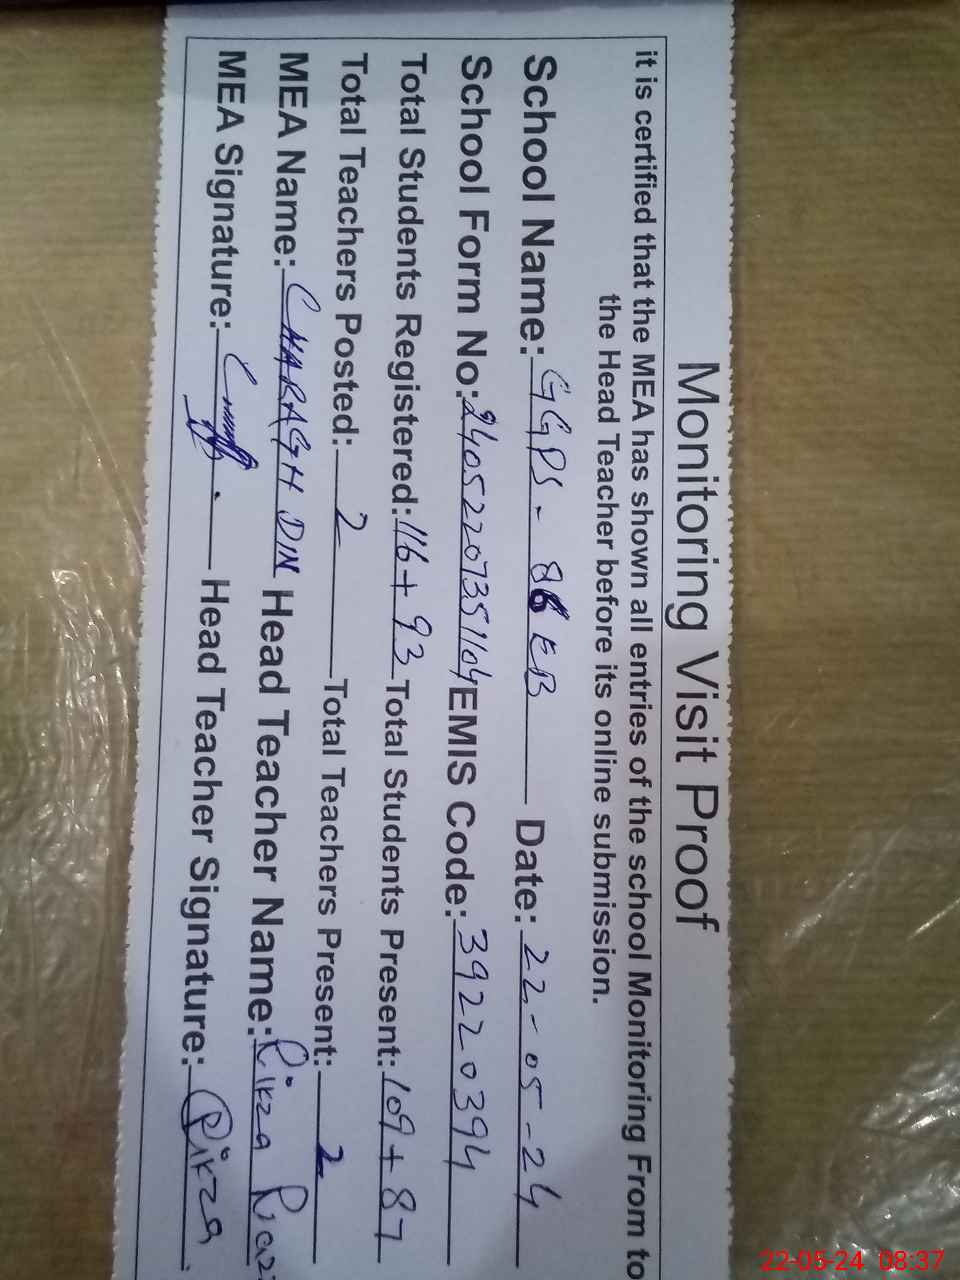 Monitoring Visit Proof
it is certified that the MEA has shown all entries of the school Monitoring From to
the Head Teacher before its online submission.
School Name: GGPS - 86 EB Date: 22-05-24
School Form No: 24052207351104 EMIS Code: 39220394
Total Students Registered: 116 + 93 Total Students Present: 109 + 87
Total Teachers Posted: 2 Total Teachers Present: 2
MEA Name: CHARAGH DIN Head Teacher Name: Rikza Riaz
MEA Signature: Head Teacher Signature: Rikza
22-05-24 08:37